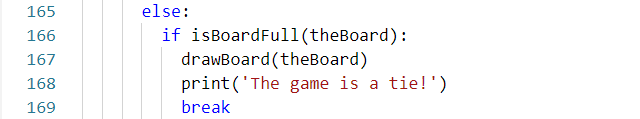 165 else:
166 if isBoardFull(theBoard):
167 drawBoard(theBoard)
168 print('The game is a tie!')
169 break